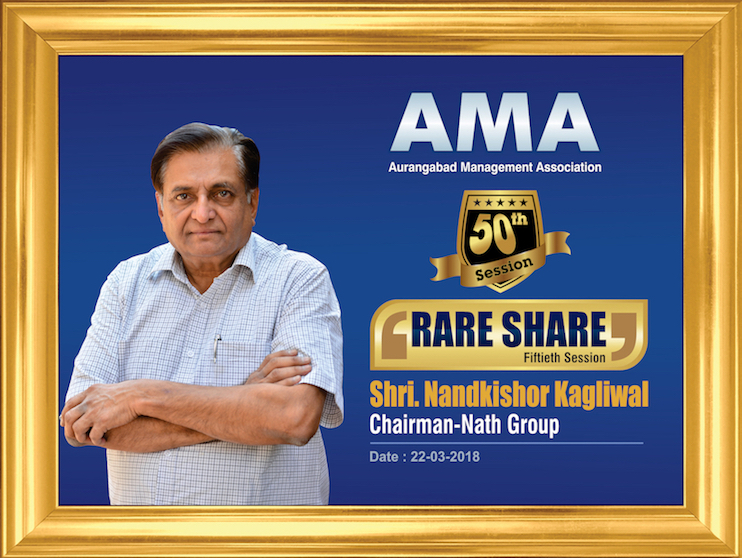 AMA
Aurangabad Management Association
50th
Session
RARE SHARE
Fiftieth Session
Shri. Nandkishor Kagliwal
Chairman-Nath Group
Date : 22-03-2018